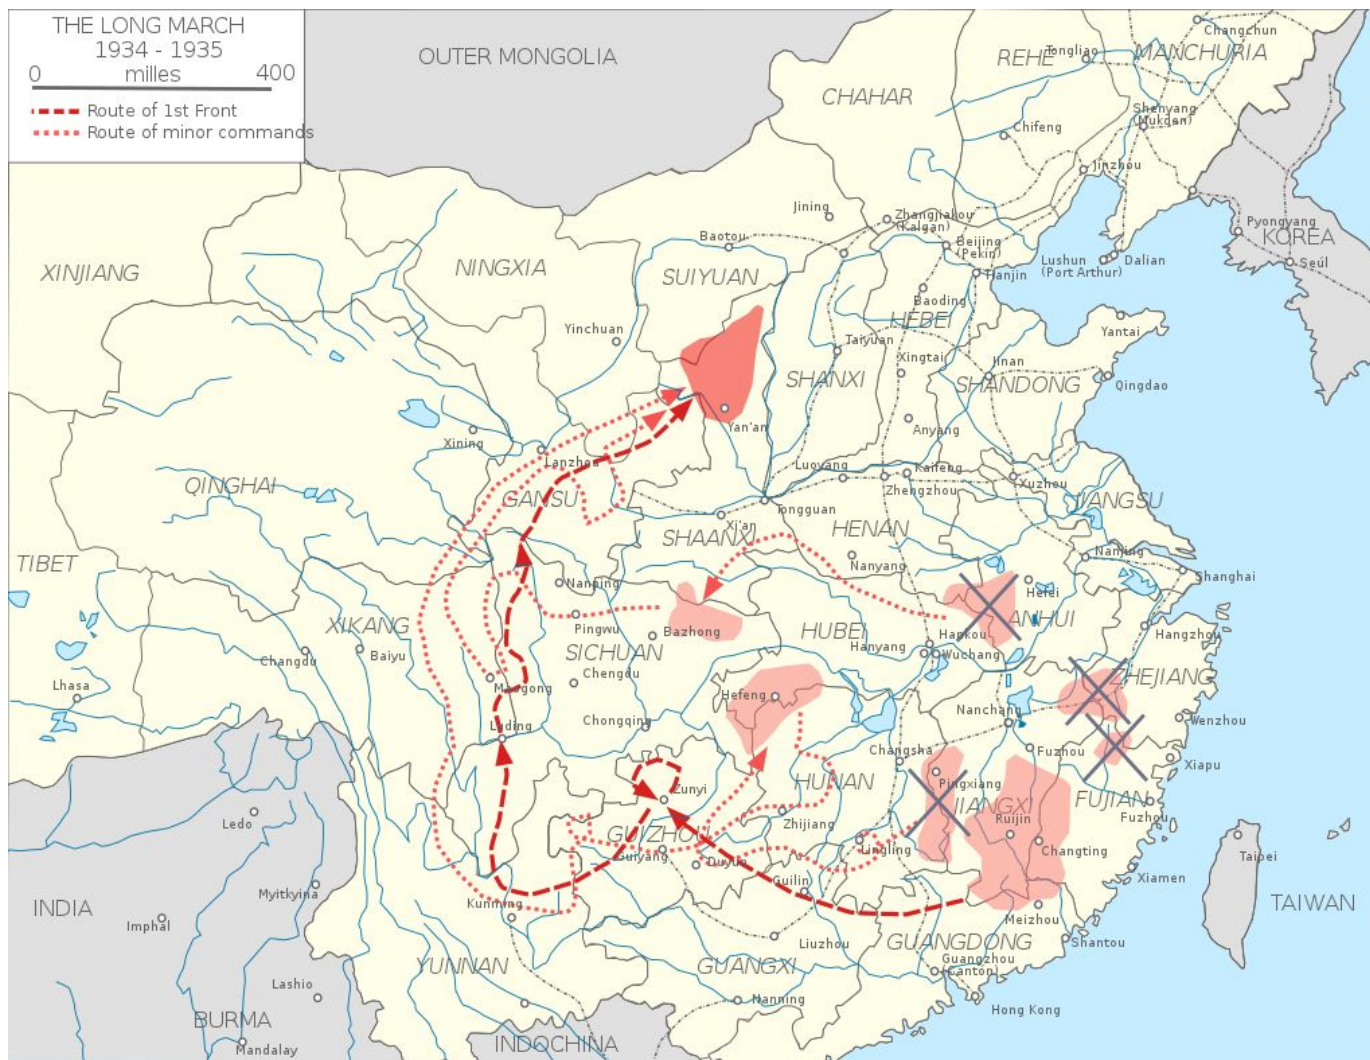 THE LONG MARCH
1934 - 1935
0 milles 400
Route of 1st Front
Route of minor commands
OUTER MONGOLIA
REHE
Tongliao
MANCHURIA
Changchun
CHAHAR
Chifeng
Shenyang
(Mukden)
Jinzhou
Jining
Zhangjiakou
(Kalgan)
Baotou
Beijing
(Pekin)
Pyongyang
KOREA
Seúl
Lushun
(Port Arthur)
Dalian
Tianjin
XINJIANG
NINGXIA
SUIYUAN
Baoding
HEBEI
Yinchuan
Taiyuan
Xingtai
Yantai
Jinan
SHANXI
SHANDONG
Qingdao
Yan'an
Anyang
Xining
Lanzhou
Luoyang
Kaifeng
Zhengzhou
Xuzhou
QINGHAI
GANSU
JIANGSU
Tongguan
Xi'an
SHAANXI
HENAN
Nanyang
Nanjing
Shanghai
TIBET
Nanping
Hefei
Pingwu
Bazhong
XIKANG
Baiyu
Changdu
SICHUAN
HUBEI
Hankou
Hanyang
Wuchang
ANHUI
Hangzhou
Chengdu
Maogong
Lhasa
Hefeng
ZHEJIANG
Wenzhou
Luding
Chongqing
Nanchang
Fuzhou
Xiapu
Changsha
HUNAN
Pingxiang
JIANGXI
FUJIAN
Fuzhou
Zunyi
GUIZHOU
Zhijiang
Ruijin
Lingling
Changting
Ledo
Guiyang
Duyun
Guilin
Xiamen
Taipei
TAIWAN
Myitkyina
INDIA
Imphal
Kunming
Meizhou
Liuzhou
Shantou
GUANGDONG
Guangzhou
(Canton)
YUNNAN
GUANGXI
Lashio
Nanning
Hong Kong
BURMA
Mandalay
INDOCHINA